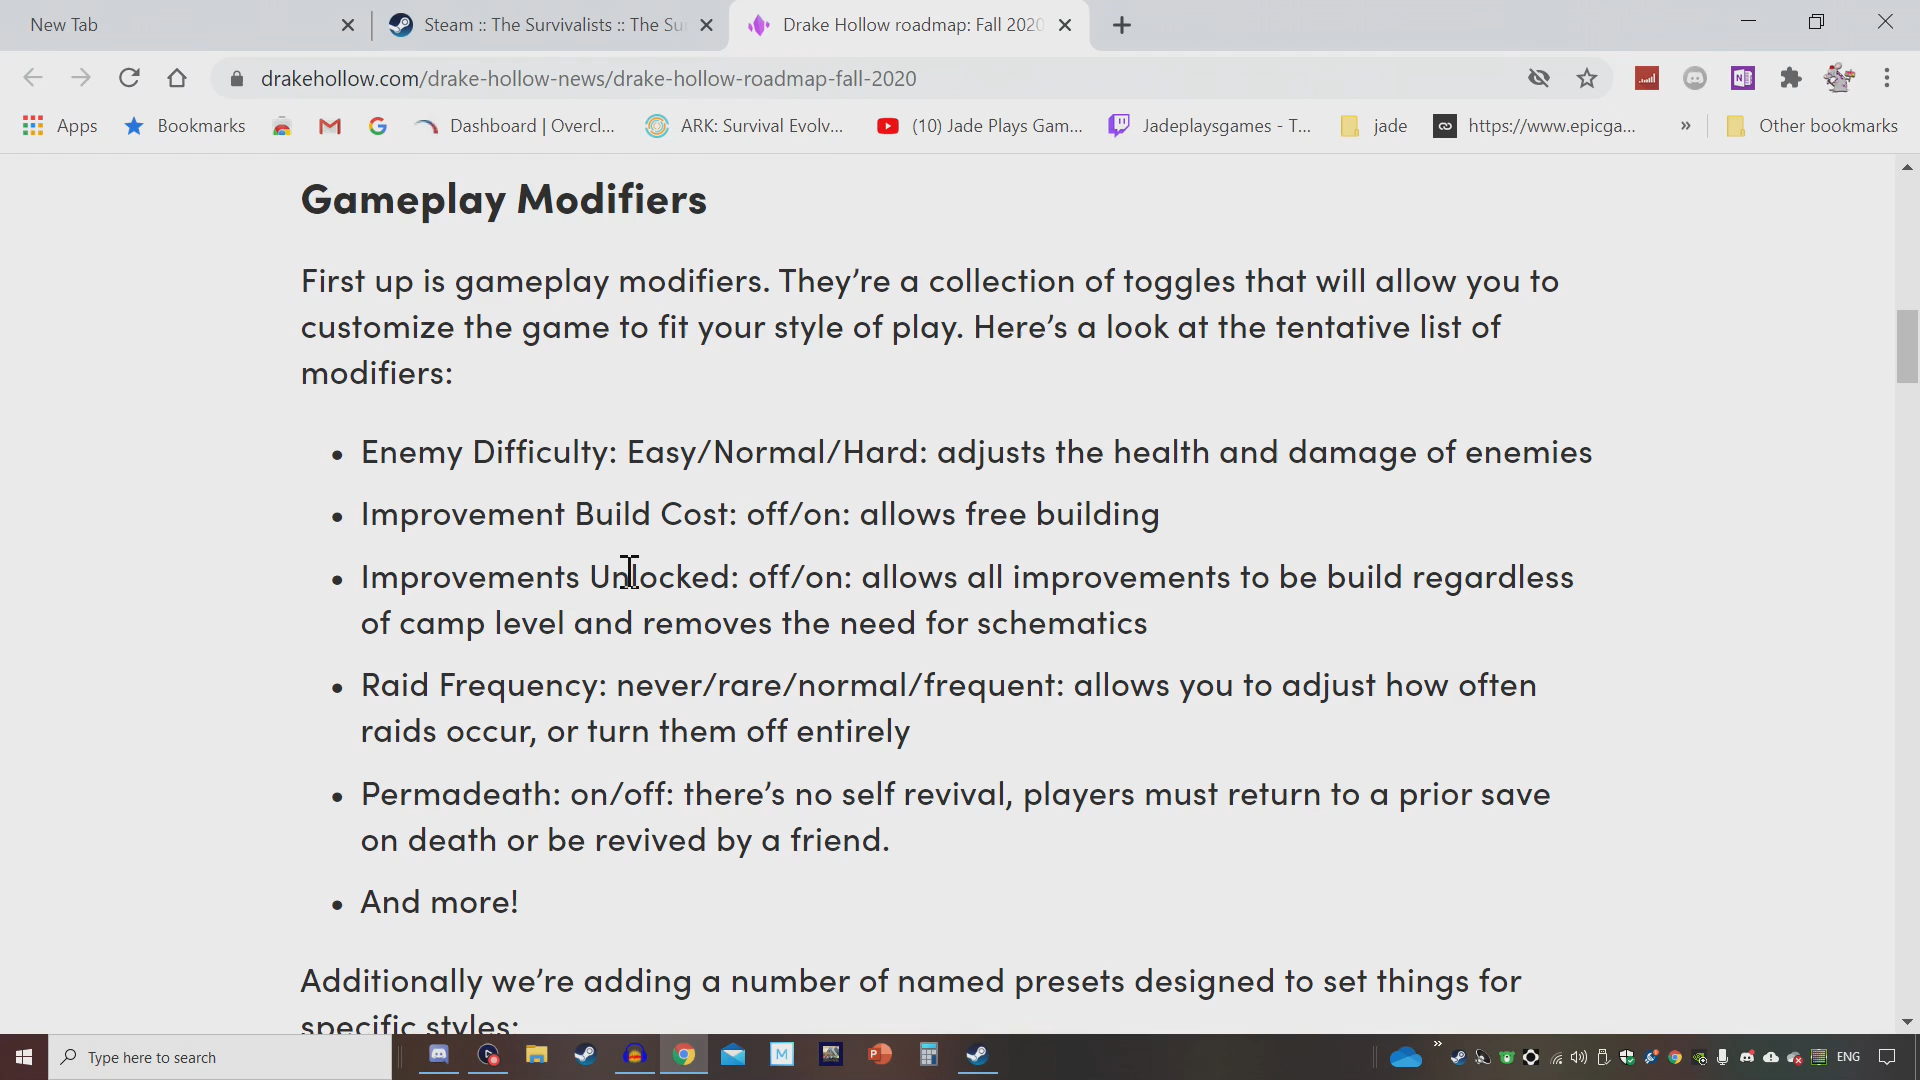 New Tab
Steam :: The Survivalists :: The Su
Drake Hollow roadmap: Fall 2020
drakehollow.com/drake-hollow-news/drake-hollow-roadmap-fall-2020
Apps
Bookmarks
Dashboard | Overcl...
ARK: Survival Evolv...
(10) Jade Plays Gam...
Jadeplaysgames - T...
jade
https://www.epicga...
»
Other bookmarks
Gameplay Modifiers
First up is gameplay modifiers. They're a collection of toggles that will allow you to
customize the game to fit your style of play. Here's a look at the tentative list of
modifiers:
• Enemy Difficulty: Easy/Normal/Hard: adjusts the health and damage of enemies
• Improvement Build Cost: off/on: allows free building
• Improvements Unlocked: off/on: allows all improvements to be build regardless
of camp level and removes the need for schematics
• Raid Frequency: never/rare/normal/frequent: allows you to adjust how often
raids occur, or turn them off entirely
• Permadeath: on/off: there's no self revival, players must return to a prior save
on death or be revived by a friend.
• And more!
Additionally we're adding a number of named presets designed to set things for
specific styles:
Type here to search
ENG